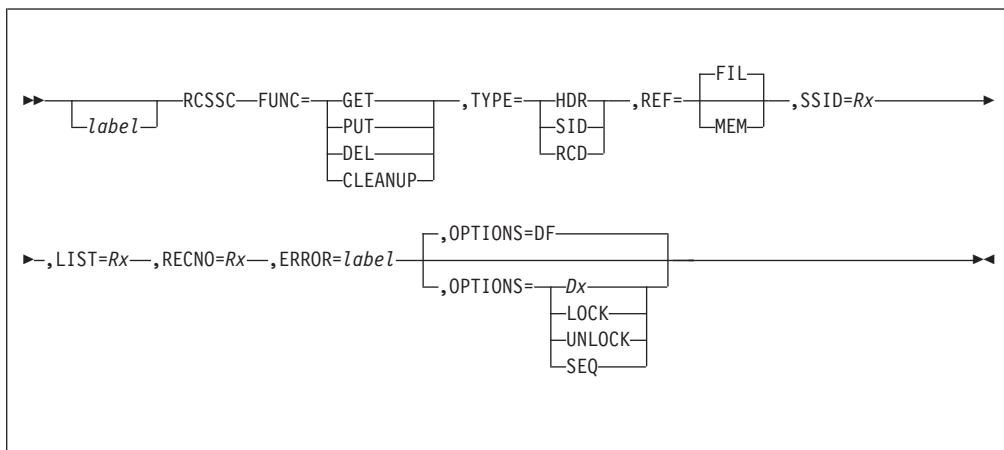 FIL
RCSSC FUNC= GET ,TYPE= HDR ,REF= ,SSID=Rx
label PUT SID MEM
DEL RCD
CLEANUP
,OPTIONS=DF
,LIST=Rx ,RECNO=Rx ,ERROR=label
,OPTIONS= Dx
LOCK
UNLOCK
SEQ